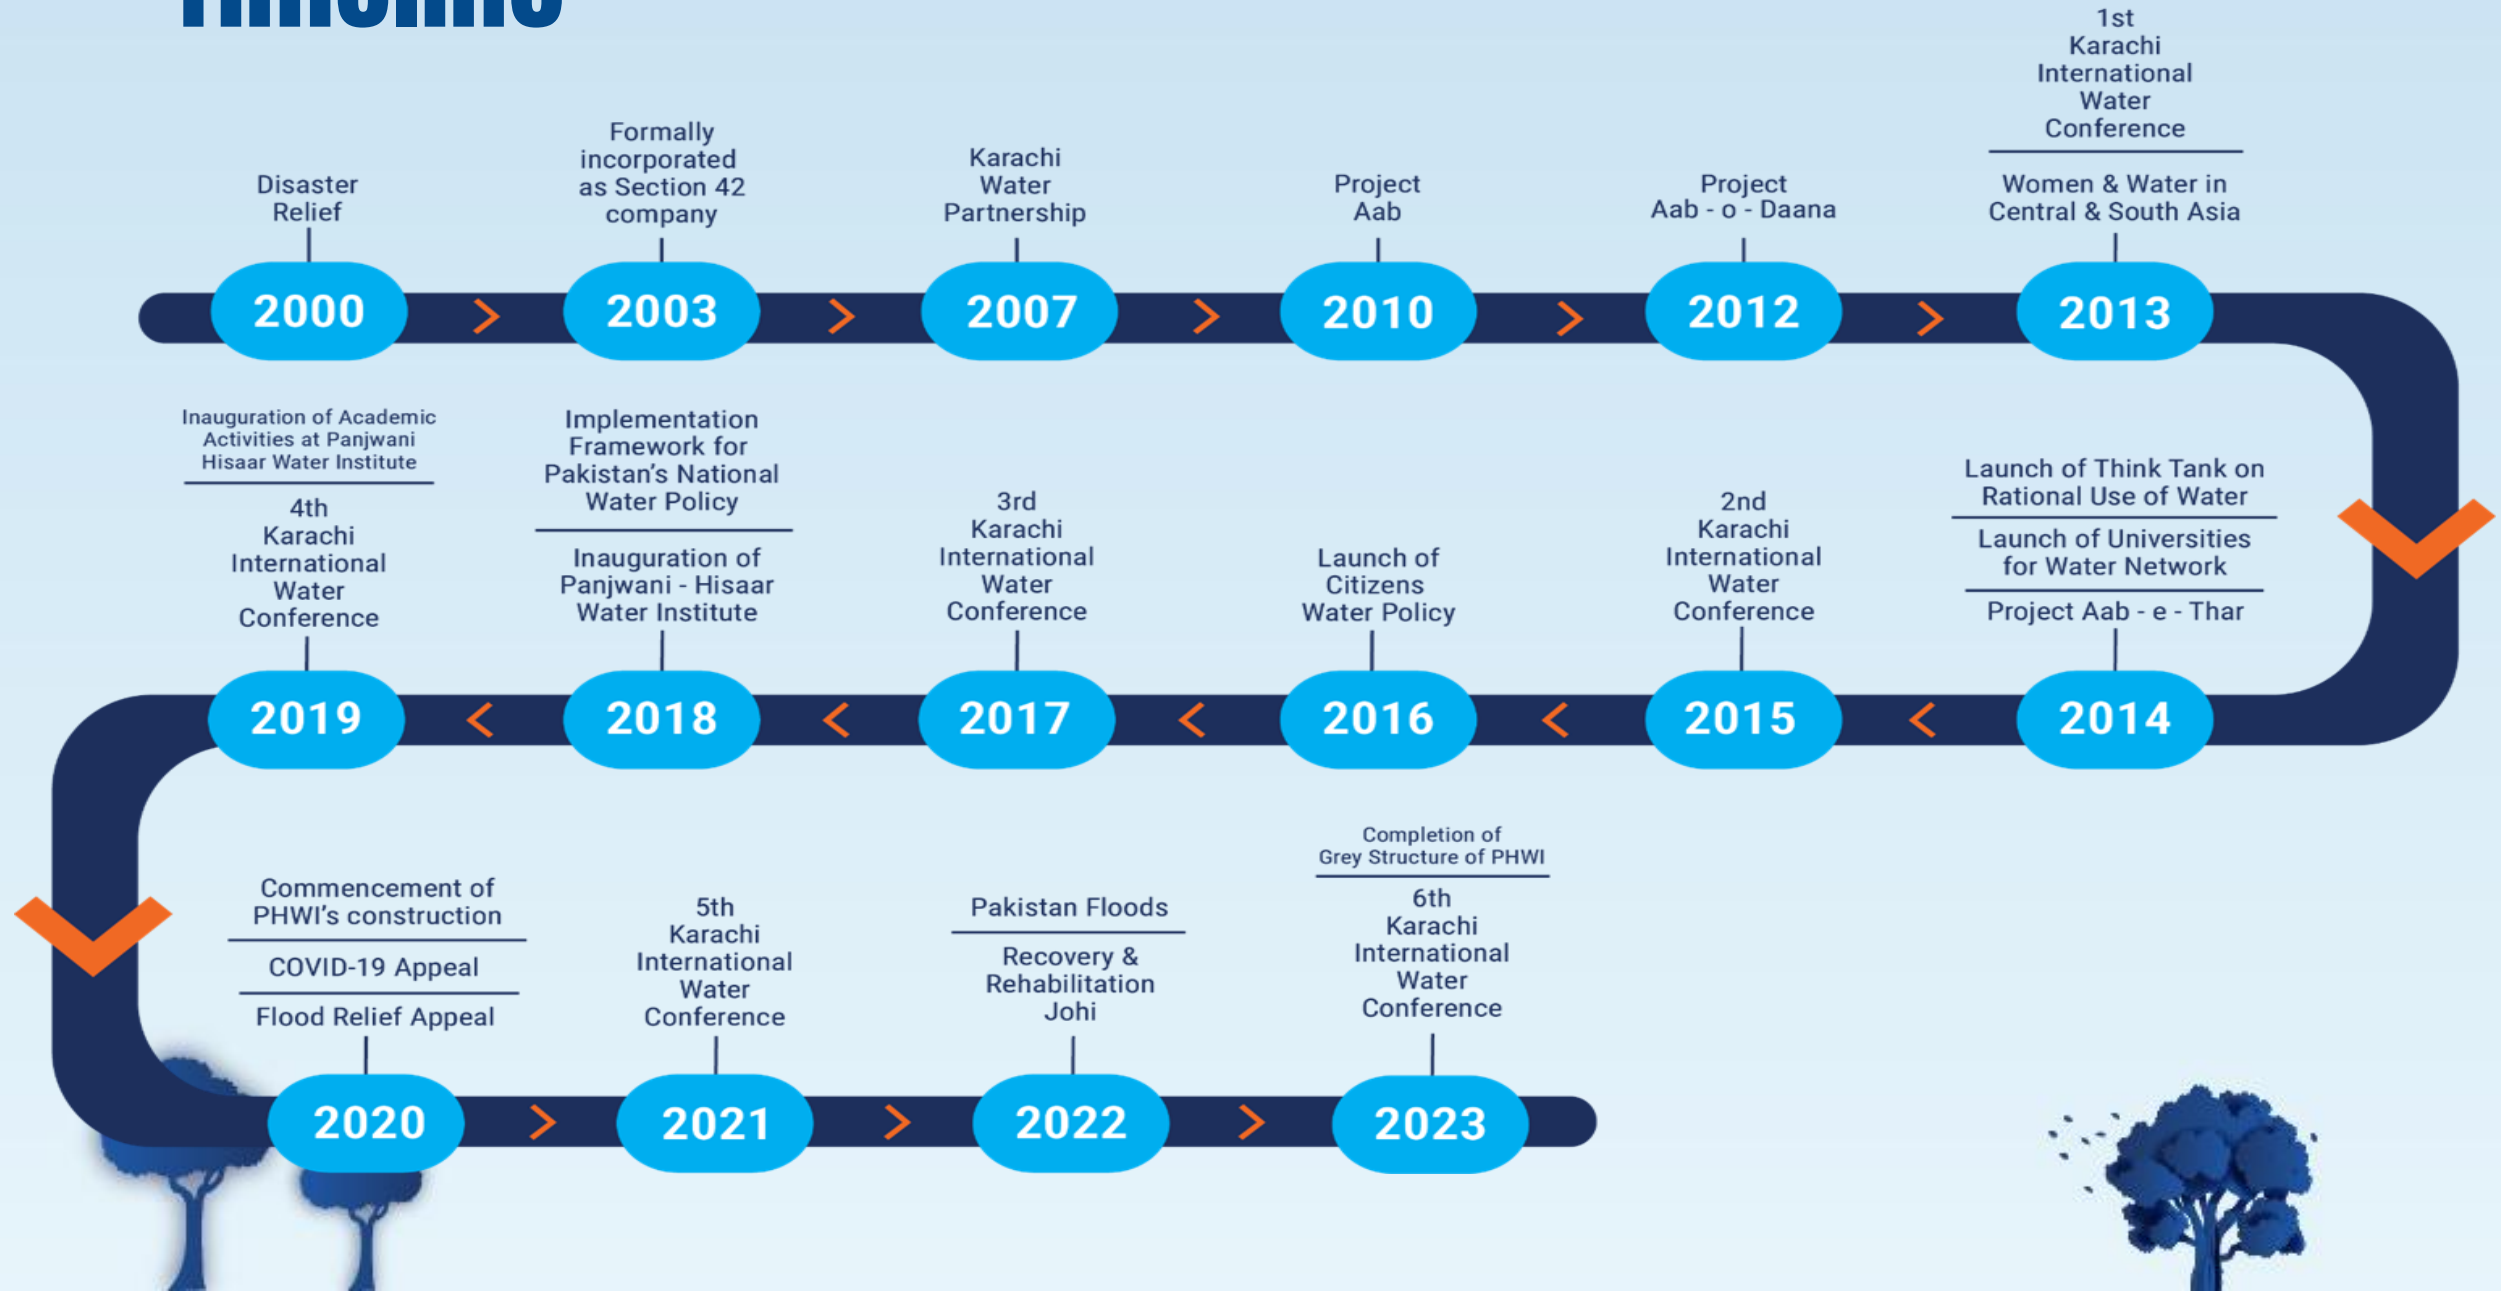 Timeline
Disaster
Relief
2000
Formally
incorporated
as Section 42
company
2003
Karachi
Water
Partnership
2007
Project
Aab
2010
Project
Aab - o - Daana
2012
1st
Karachi
International
Water
Conference
Women & Water in
Central & South Asia
2013
Launch of Think Tank on
Rational Use of Water
Launch of Universities
for Water Network
Project Aab - e - Thar
2014
2nd
Karachi
International
Water
Conference
2015
Launch of
Citizens
Water Policy
2016
3rd
Karachi
International
Water
Conference
2017
Implementation
Framework for
Pakistan’s National
Water Policy
Inauguration of
Panjwani - Hisaar
Water Institute
2018
Inauguration of Academic
Activities at Panjwani
Hisaar Water Institute
4th
Karachi
International
Water
Conference
2019
Commencement of
PHWI’s construction
COVID-19 Appeal
Flood Relief Appeal
2020
5th
Karachi
International
Water
Conference
2021
Pakistan Floods
Recovery &
Rehabilitation
Johi
2022
Completion of
Grey Structure of PHWI
6th
Karachi
International
Water
Conference
2023